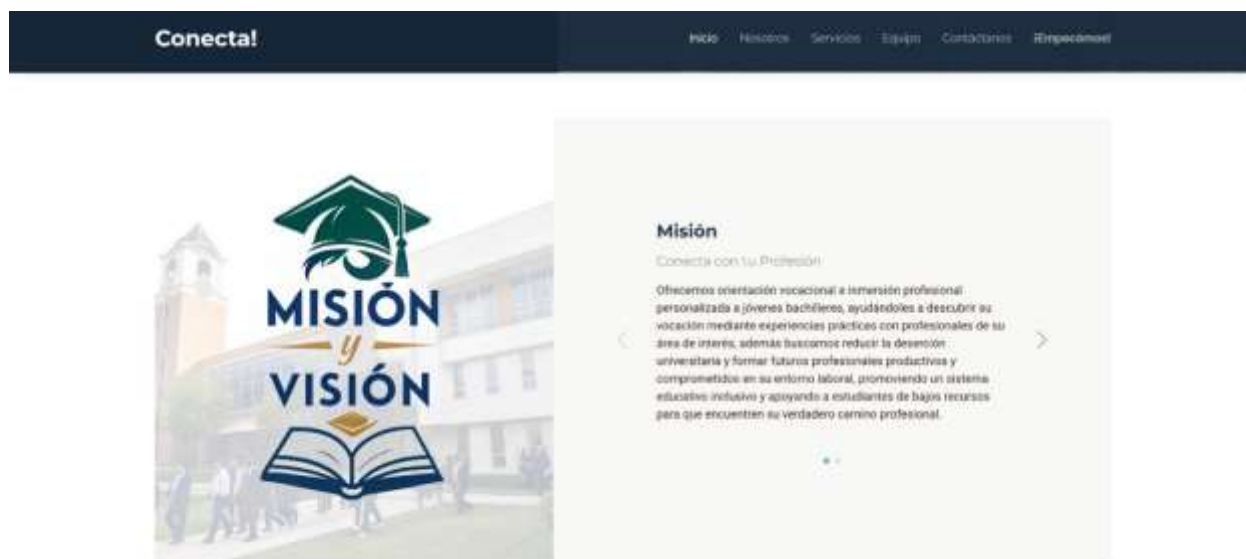 Conecta!
Inicio Nosotros Servicios Equipo Contáctanos ¡Empecemos!
MISIÓN
y
VISIÓN
Misión
Conecta con tu Profesión
Ofrecemos orientación vocacional e inmersión profesional
personalizada a jóvenes bachilleres, ayudándoles a descubrir su
vocación mediante experiencias prácticas con profesionales de su
área de interés, además buscamos reducir la deserción
universitaria y formar futuros profesionales productivos y
comprometidos en su entorno laboral, promoviendo un sistema
educativo inclusivo y apoyando a estudiantes de bajos recursos
para que encuentren su verdadero camino profesional.